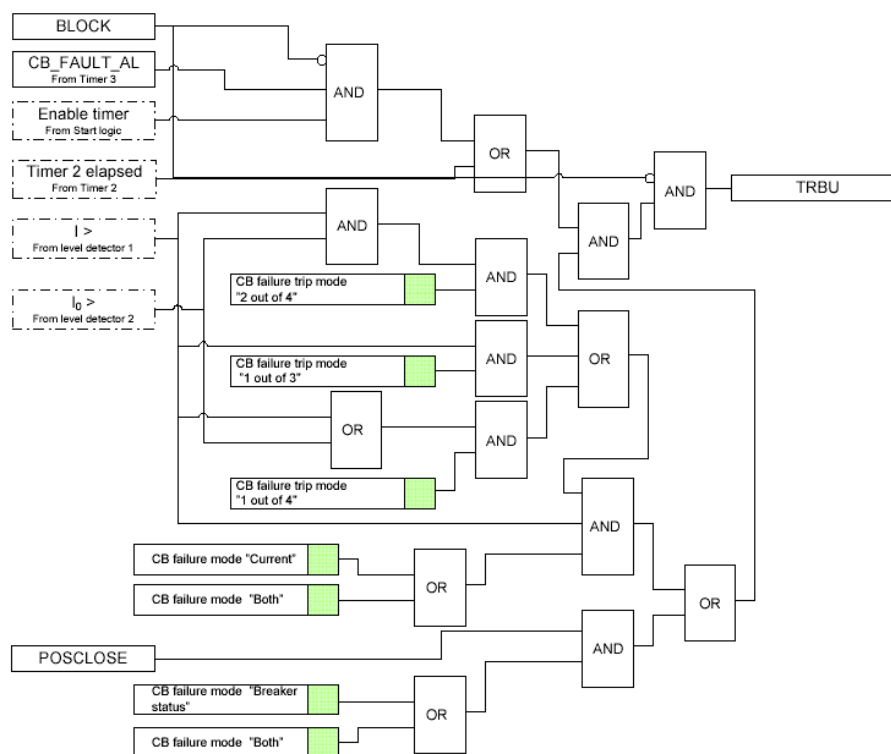 BLOCK
CB_FAULT_AL
From Timer 3
AND
Enable timer
From Start logic
OR
Timer 2 elapsed
From Timer 2
AND
TRBU
I >
From level detector 1
AND
AND
CB failure trip mode
"2 out of 4"
AND
I0 >
From level detector 2
CB failure trip mode
"1 out of 3"
AND
OR
OR
AND
CB failure trip mode
"1 out of 4"
AND
CB failure mode "Current"
OR
CB failure mode "Both"
OR
POSCLOSE
AND
CB failure mode "Breaker
status"
OR
CB failure mode "Both"